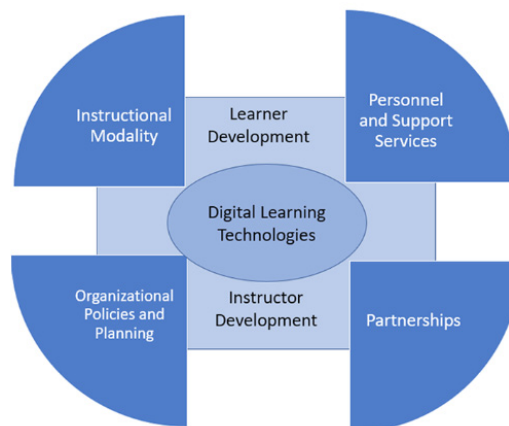 Instructional
Modality
Learner
Development
Personnel
and Support
Services
Digital Learning
Technologies
Organizational
Policies and
Planning
Instructor
Development
Partnerships